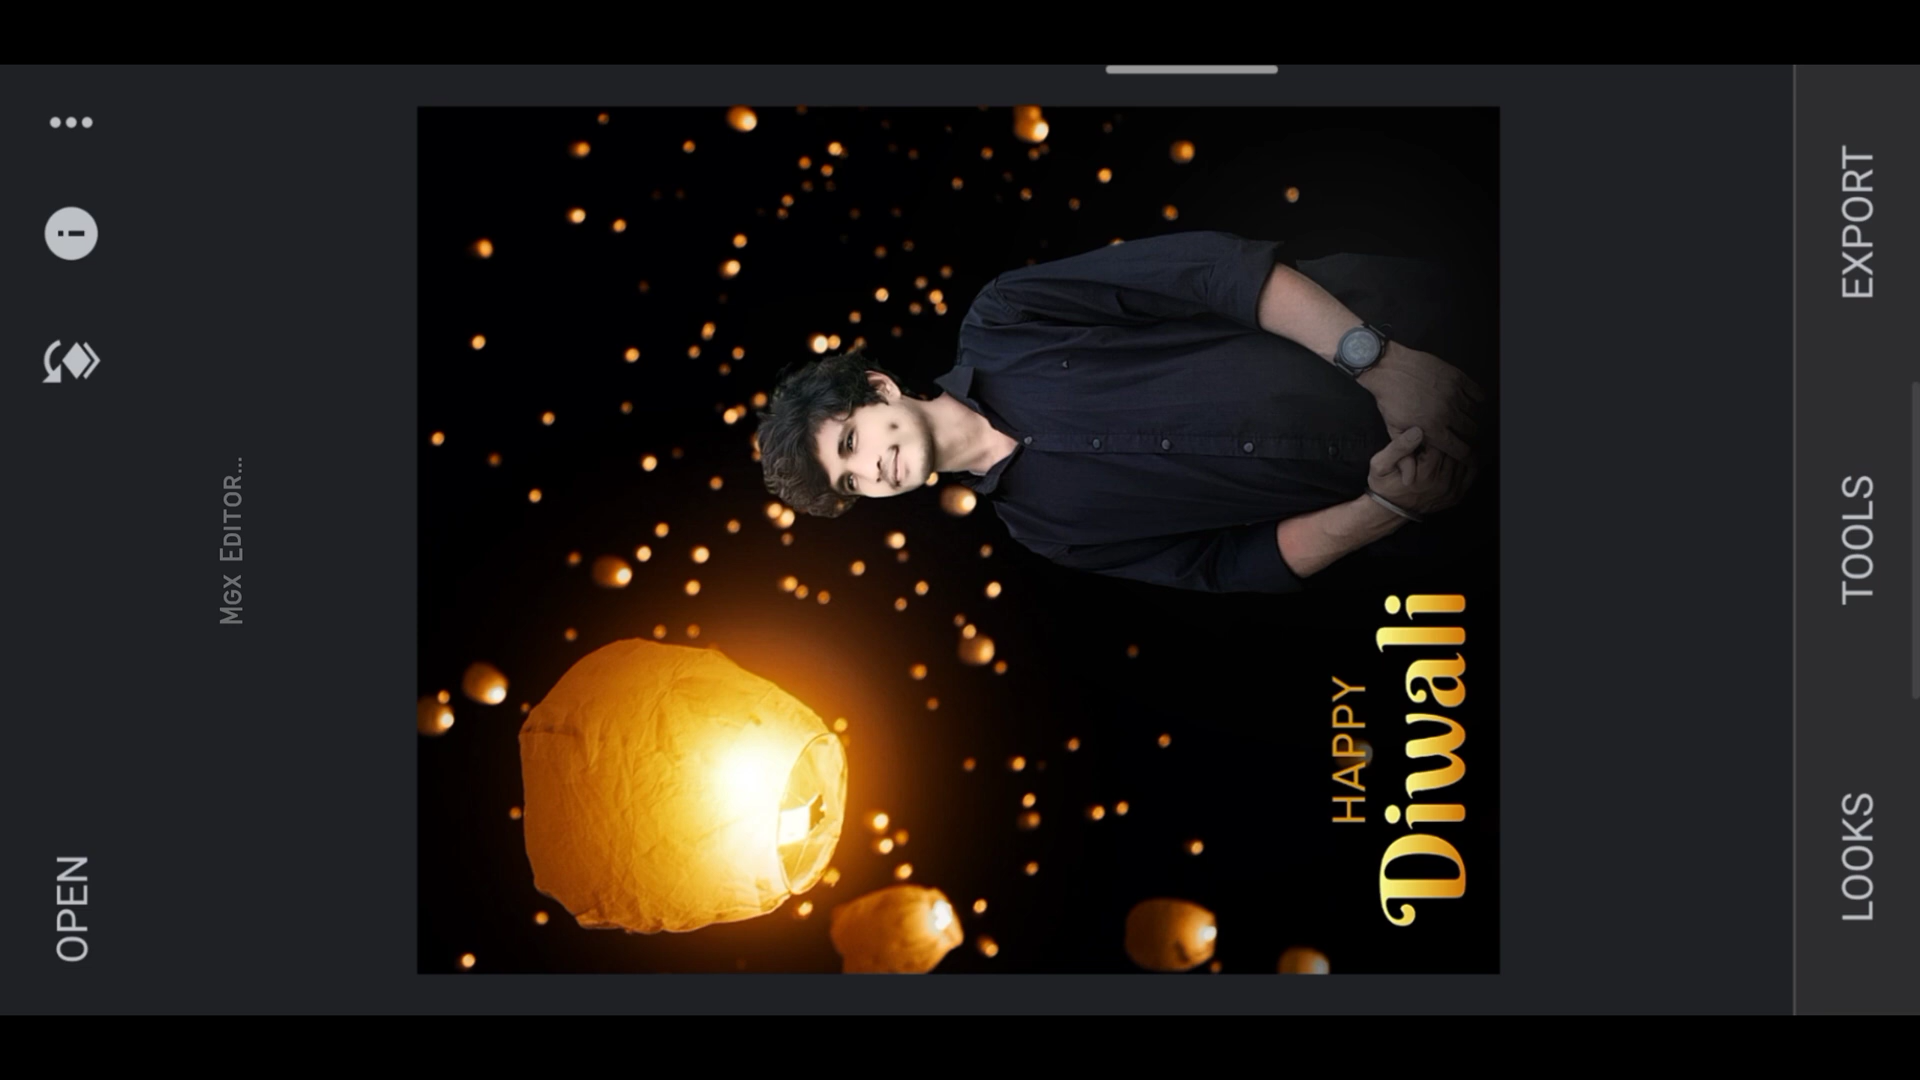 OPEN
Mgx Editor...
HAPPY
Diwali
LOOKS
TOOLS
EXPORT